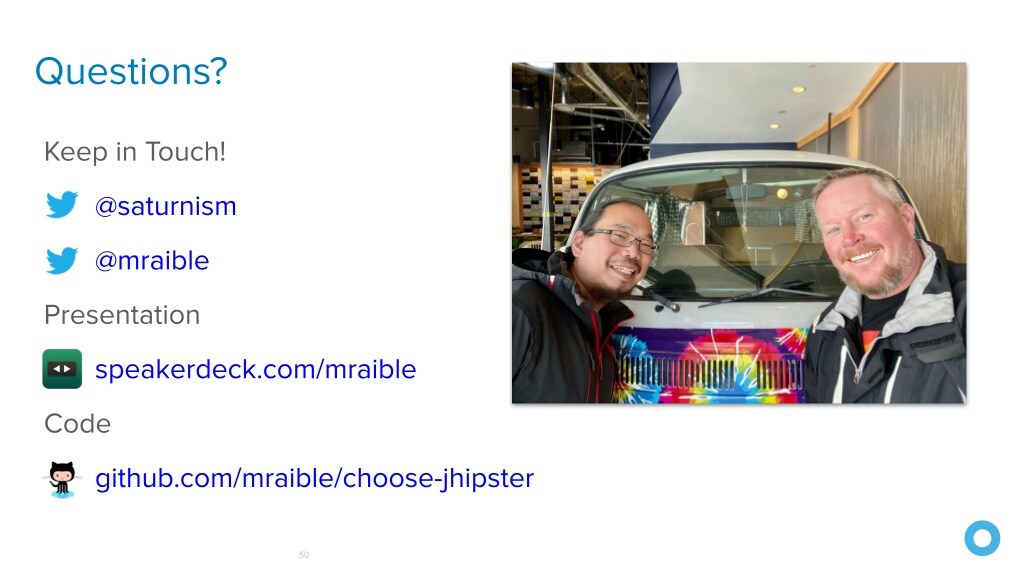 Questions?
Keep in Touch!
@saturnism
@mraible
Presentation
speakerdeck.com/mraible
Code
github.com/mraible/choose-jhipster
50